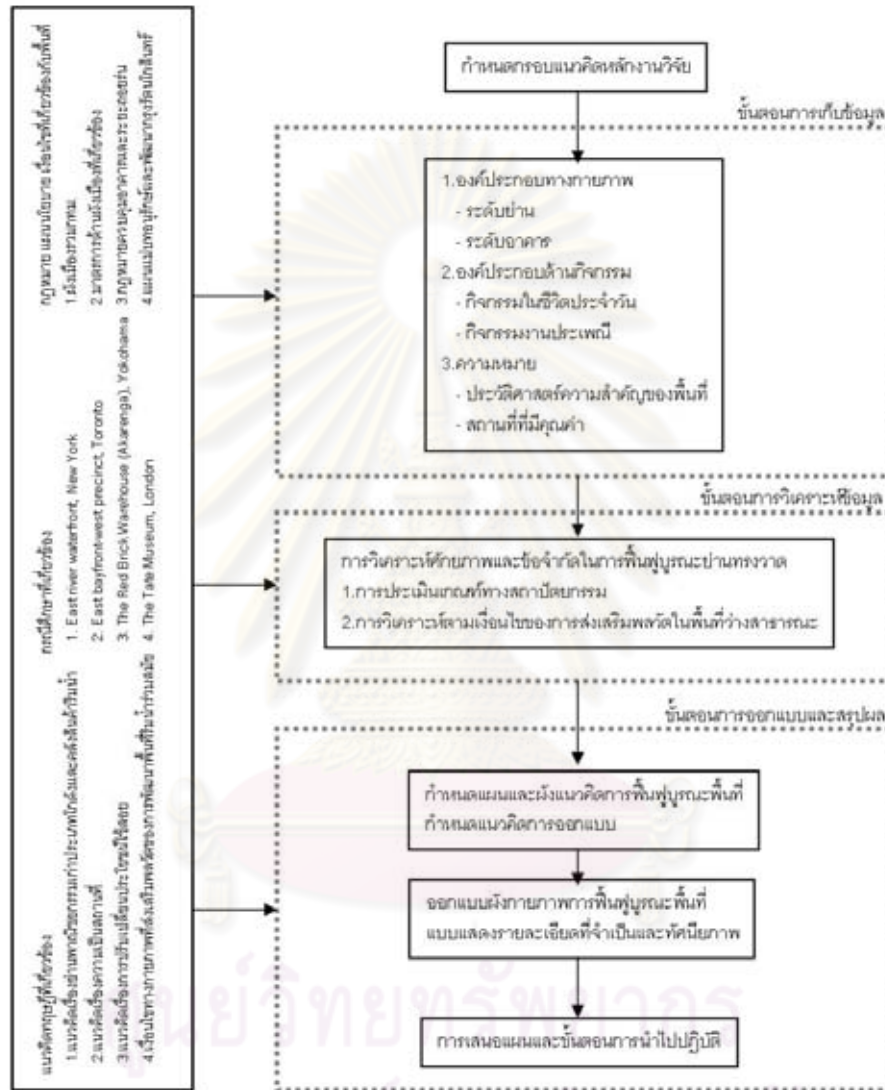 กำหนดกรอบแนวคิดหลักงานวิจัย
ขั้นตอนการเก็บข้อมูล
1.องค์ประกอบทางกายภาพ
- ระดับย่าน
- ระดับอาคาร
2.องค์ประกอบด้านกิจกรรม
- กิจกรรมในชีวิตประจำวัน
- กิจกรรมงานประเพณี
3.ความหมาย
- ประวัติศาสตร์ความสำคัญของพื้นที่
- สถานที่ที่มีคุณค่า
ขั้นตอนการวิเคราะห์ข้อมูล
การวิเคราะห์ศักยภาพและข้อจำกัดในการฟื้นฟูบูรณะย่านทรงวาด
1.การประเมินเกณฑ์ทางสถาปัตยกรรม
2.การวิเคราะห์ตามเงื่อนไขของการส่งเสริมพลวัตในพื้นที่ว่างสาธารณะ
ขั้นตอนการออกแบบและสรุปผล
กำหนดแผนและผังแนวคิดการฟื้นฟูบูรณะพื้นที่
กำหนดแนวคิดการออกแบบ
ออกแบบผังกายภาพการฟื้นฟูบูรณะพื้นที่
แบบแสดงรายละเอียดที่จำเป็นและทัศนียภาพ
การเสนอแผนและขั้นตอนการนำไปปฏิบัติ
แนวคิดทฤษฎีที่เกี่ยวข้อง
1.แนวคิดเรื่องย่านพาณิชยกรรมเก่าประเภทโกดังและคลังสินค้าริมน้ำ
2.แนวคิดเรื่องความเป็นสถานที่
3.แนวคิดเรื่องการปรับเปลี่ยนประโยชน์ใช้สอย
4.เงื่อนไขทางกายภาพที่ส่งเสริมพลวัตของการพัฒนาพื้นที่ริมน้ำร่วมสมัย
กรณีศึกษาที่เกี่ยวข้อง
1. East river waterfront, New York
2. East bayfront-west precinct, Toronto
3. The Red Brick Warehouse (Akarenga), Yokohama
4. The Tate Museum, London
กฎหมาย แผนนโยบาย เงื่อนไขที่เกี่ยวข้องกับพื้นที่
1.ผังเมืองรวมกทม.
2.มาตรการด้านผังเมืองที่เกี่ยวข้อง
3.กฎหมายควบคุมอาคารและระยะถอยร่น
4.แผนแม่บทอนุรักษ์และพัฒนากรุงรัตนโกสินทร์
ศูนย์วิทยทรัพยากร